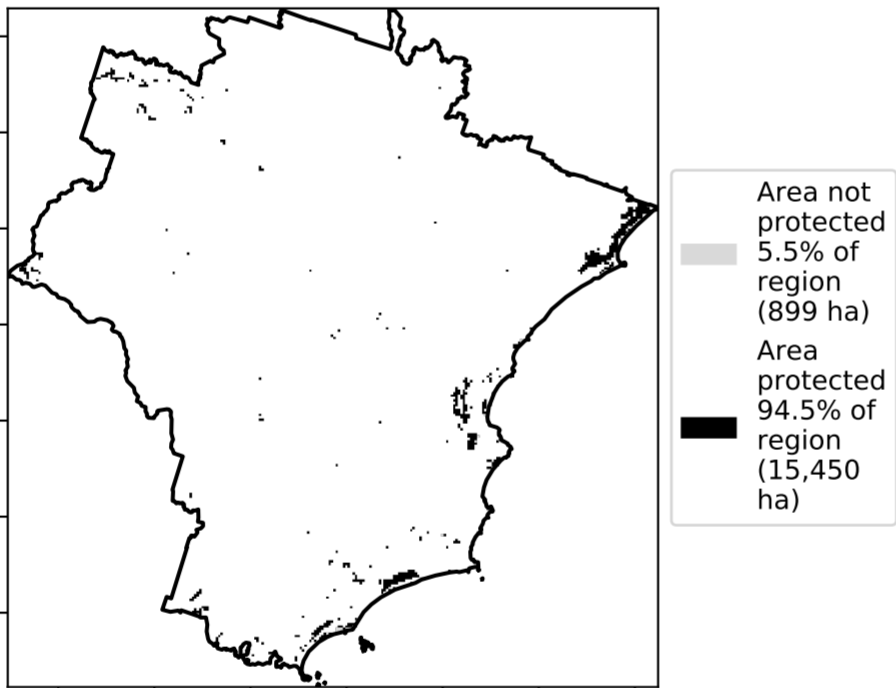 Area not
protected
5.5% of
region
(899 ha)
Area
protected
94.5% of
region
(15,450
ha)